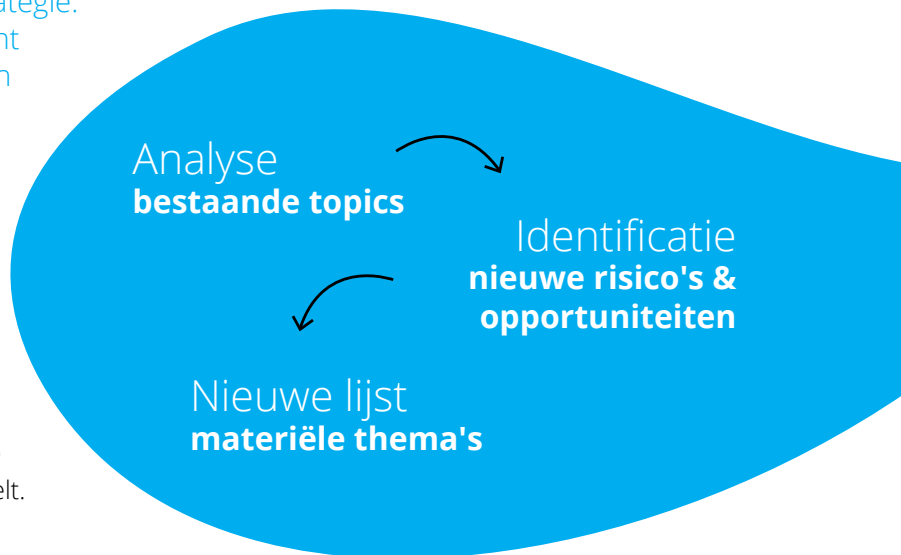 Analyse
bestaande topics
Identificatie
nieuwe risico's &
opportuniteiten
Nieuwe lijst
materiële thema's